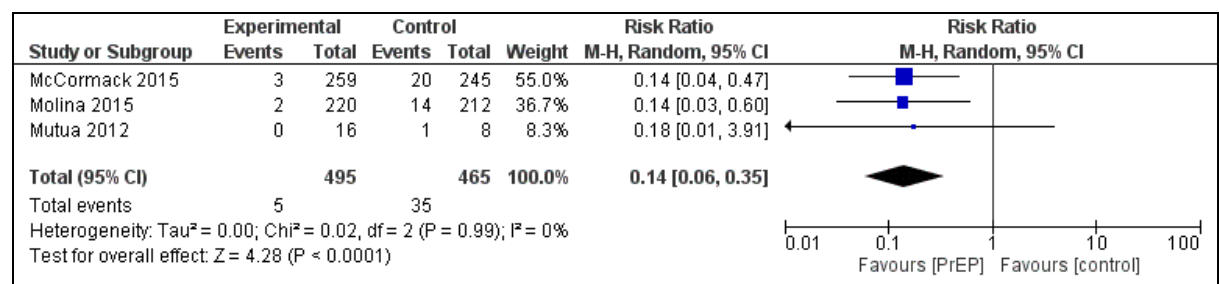 Experimental Control Risk Ratio Risk Ratio
Study or Subgroup Events Total Events Total Weight M-H, Random, 95% CI M-H, Random, 95% CI
McCormack 2015 3 259 20 245 55.0% 0.14 [0.04, 0.47]
Molina 2015 2 220 14 212 36.7% 0.14 [0.03, 0.60]
Mutua 2012 0 16 1 8 8.3% 0.18 [0.01, 3.91]
Total (95% CI) 495 465 100.0% 0.14 [0.06, 0.35]
Total events 5 35
Heterogeneity: Tau² = 0.00; Chi² = 0.02, df = 2 (P = 0.99); I² = 0%
Test for overall effect: Z = 4.28 (P < 0.0001)
0.01 0.1 1 10 100
Favours [PrEP] Favours [control]